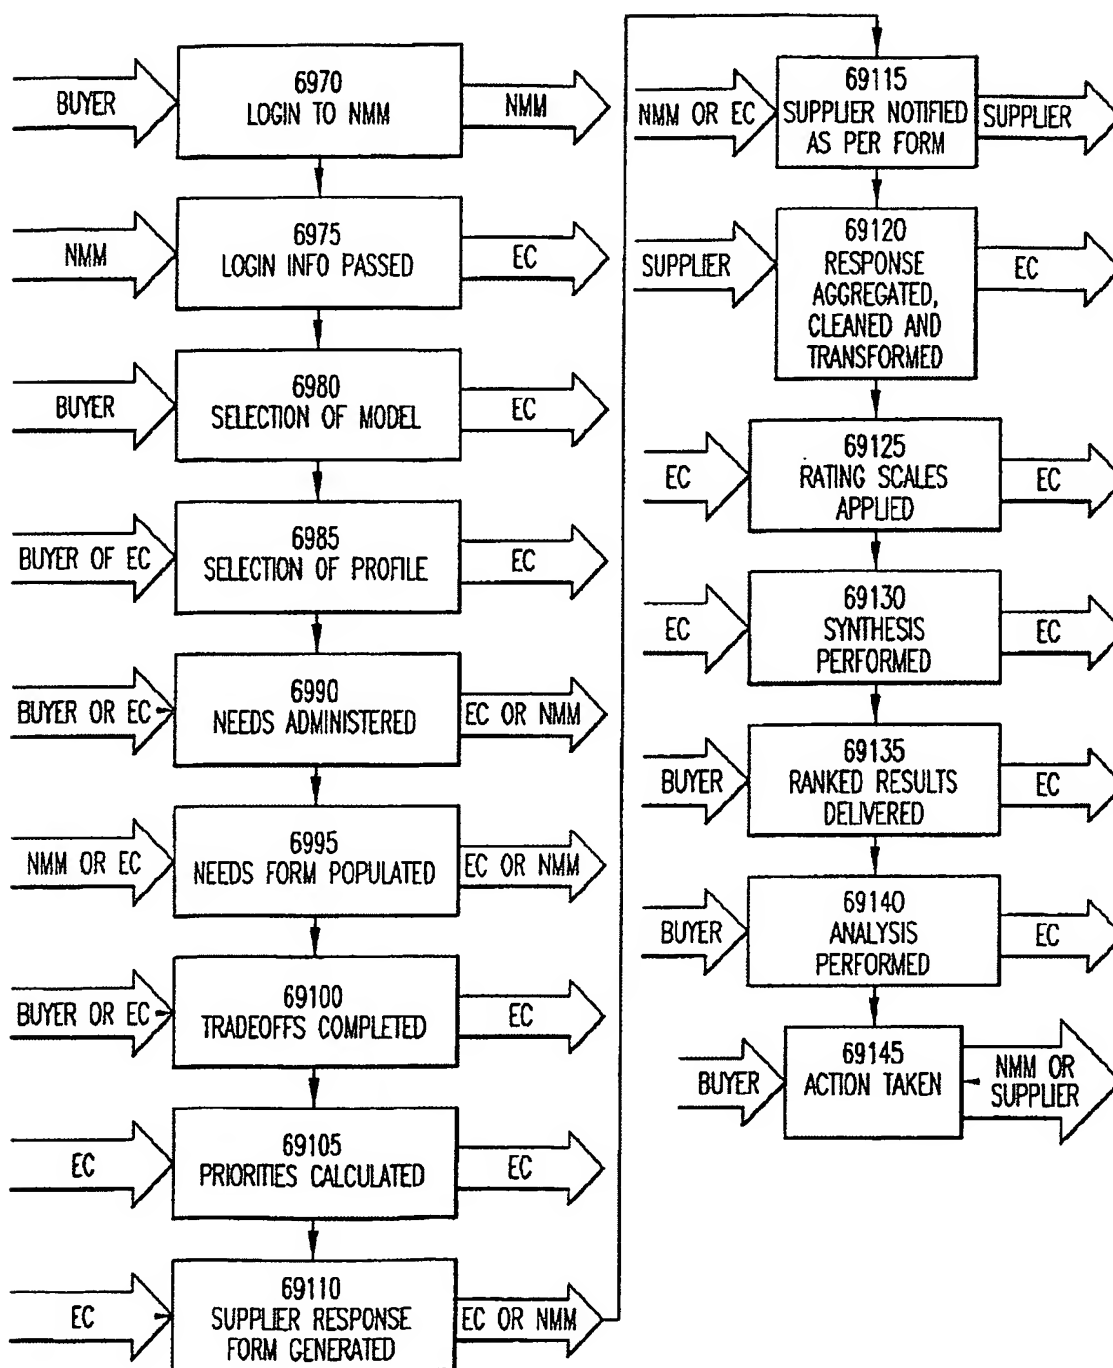 6970
BUYER
LOGIN TO NMM
NMM
6975
NMM
LOGIN INFO PASSED
EC
6980
BUYER
SELECTION OF MODEL
EC
6985
BUYER OF EC
SELECTION OF PROFILE
EC
6990
BUYER OR EC
NEEDS ADMINISTERED
EC OR NMM
6995
NMM OR EC
NEEDS FORM POPULATED
EC OR NMM
69100
BUYER OR EC
TRADEOFFS COMPLETED
EC
69105
EC
PRIORITIES CALCULATED
EC
69110
EC
SUPPLIER RESPONSE
FORM GENERATED
EC OR NMM
69115
NMM OR EC
SUPPLIER NOTIFIED
AS PER FORM
SUPPLIER
69120
SUPPLIER
RESPONSE
AGGREGATED,
CLEANED AND
TRANSFORMED
EC
69125
EC
RATING SCALES
APPLIED
EC
69130
EC
SYNTHESIS
PERFORMED
EC
69135
BUYER
RANKED RESULTS
DELIVERED
EC
69140
BUYER
ANALYSIS
PERFORMED
EC
69145
BUYER
ACTION TAKEN
NMM OR
SUPPLIER